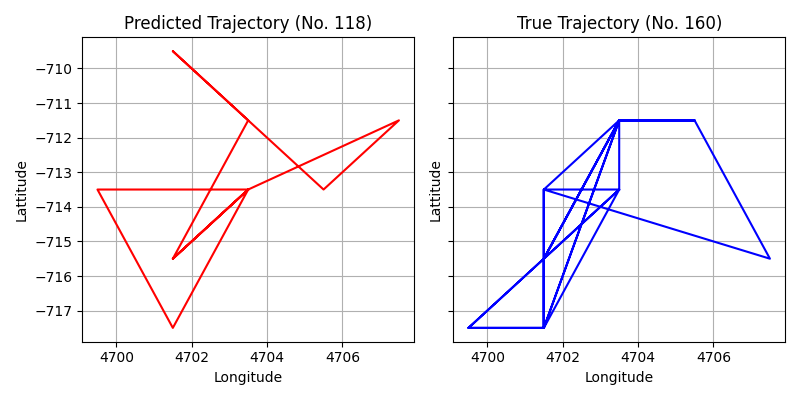 Predicted Trajectory (No. 118)
True Trajectory (No. 160)
Lattitude
−710
−711
−712
−713
−714
−715
−716
−717
4700
4702
4704
4706
Longitude
Lattitude
4700
4702
4704
4706
Longitude